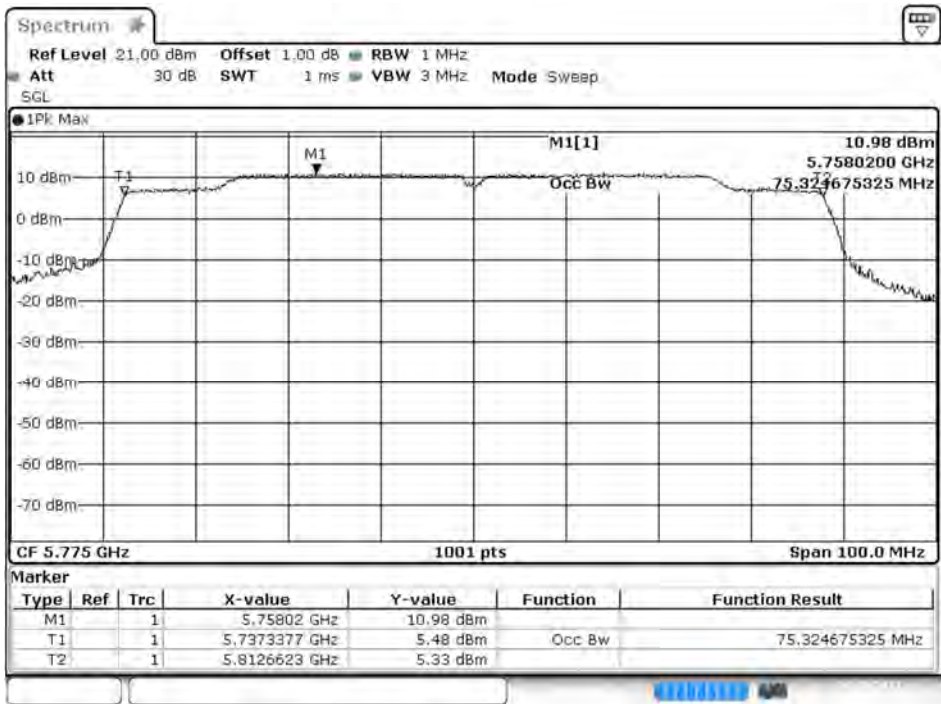 Spectrum
Ref Level 21.00 dBm Offset 1.00 dB RBW 1 MHz
Att 30 dB SWT 1 ms VBW 3 MHz Mode Sweep
SGL
1Pk Max
M1[1] 10.98 dBm
5.7580200 GHz
M1
10 dBm
T1
Occ Bw 75.324675325 MHz
T2
0 dBm
-10 dBm
-20 dBm
-30 dBm
-40 dBm
-50 dBm
-60 dBm
-70 dBm
CF 5.775 GHz 1001 pts Span 100.0 MHz
Marker
Type Ref Trc X-value Y-value Function Function Result
M1 1 5.75802 GHz 10.98 dBm
T1 1 5.7373377 GHz 5.48 dBm Occ Bw 75.324675325 MHz
T2 1 5.8126623 GHz 5.33 dBm